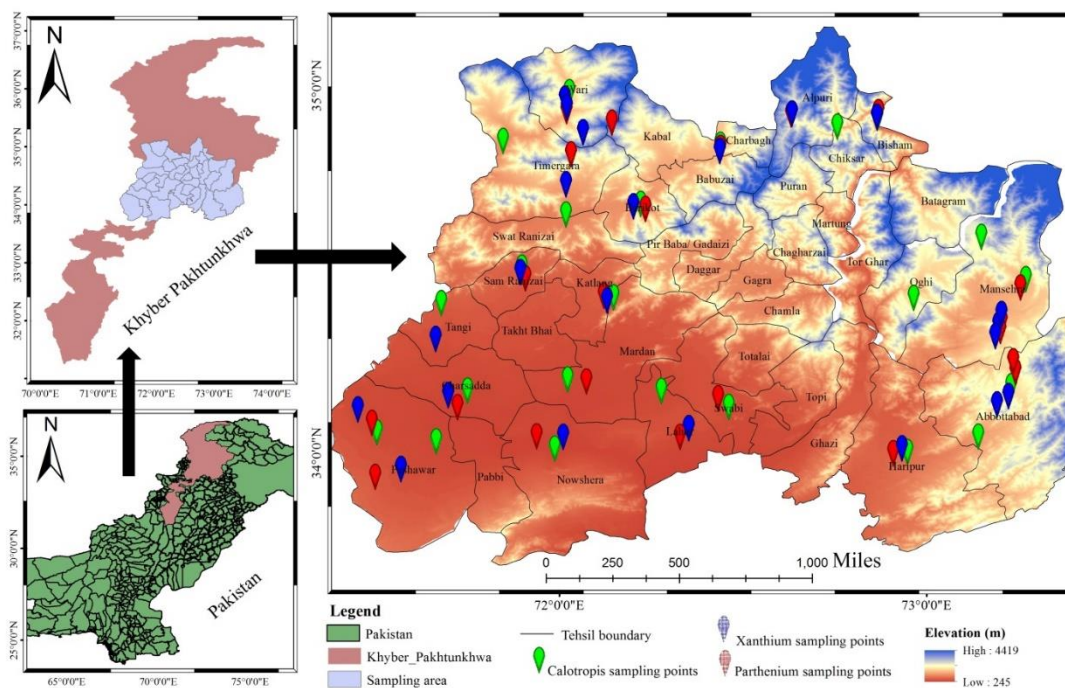 N
37°0'0"N
36°0'0"N
35°0'0"N
34°0'0"N
33°0'0"N
32°0'0"N
70°0'0"E 71°0'0"E 72°0'0"E 73°0'0"E 74°0'0"E
Khyber Pakhtunkhwa
N
35°0'0"N
30°0'0"N
25°0'0"N
65°0'0"E 70°0'0"E 75°0'0"E
Pakistan
35°0'0"N
34°0'0"N
Wari
Alpuri
Kabal
Charbagh
Bisham
Chiksar
Timergara
Babuzai
Puran
Batagram
Martung
Swat Ranizai
Pir Baba/ Gadaizi
Chagharzai
Tor Ghar
Daggar
Sam Ranizai
Katlang
Gagra
Oghi
Mansehra
Chamla
Tangi
Takht Bhai
Mardan
Totalai
Charsadda
Topi
Swabi
Abbottabad
Ghazi
Haripur
Peshawar
Pabbi
Nowshera
0 250 500 1,000 Miles
72°0'0"E 73°0'0"E
Legend
Pakistan
Khyber_Pakhtunkhwa
Sampling area
Tehsil boundary
Calotropis sampling points
Xanthium sampling points
Parthenium sampling points
Elevation (m)
High : 4419
Low : 245